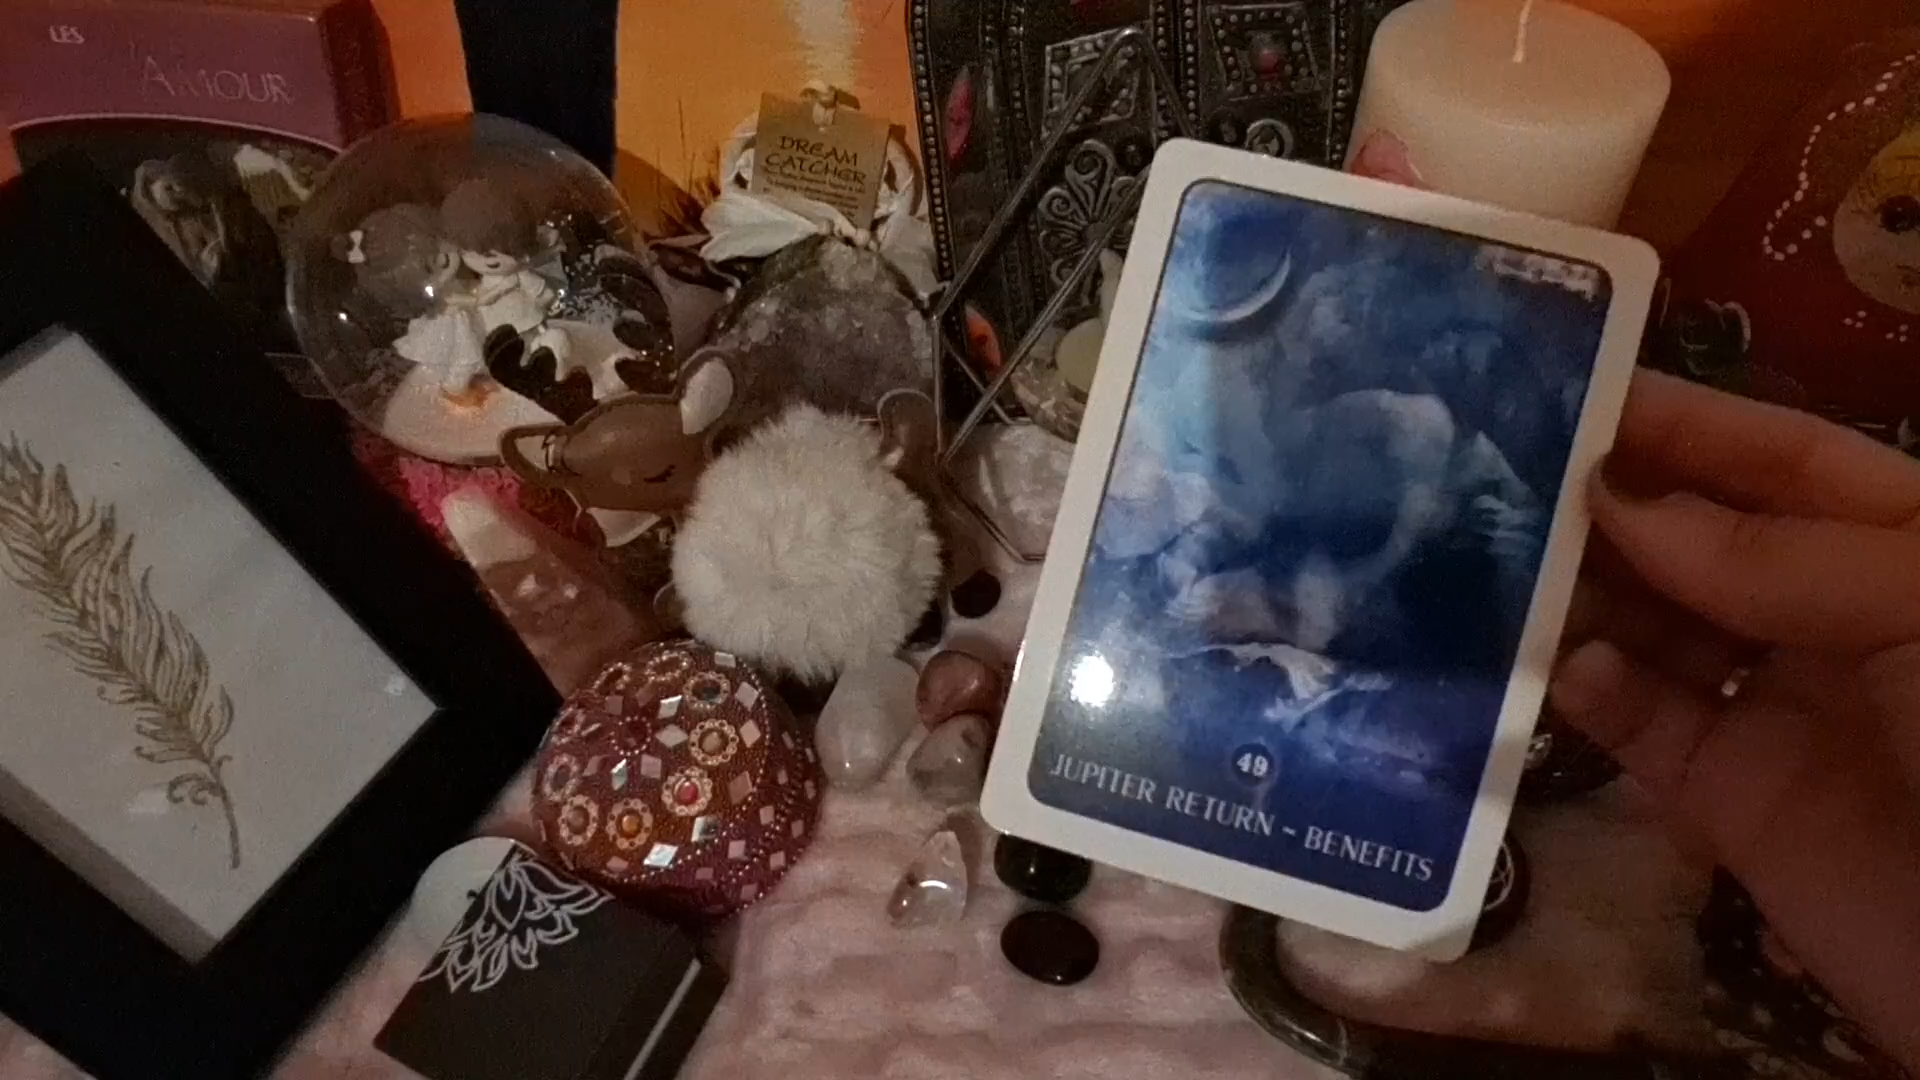 LES
AMOUR
DREAM
CATCHER
49
JUPITER RETURN ~ BENEFITS